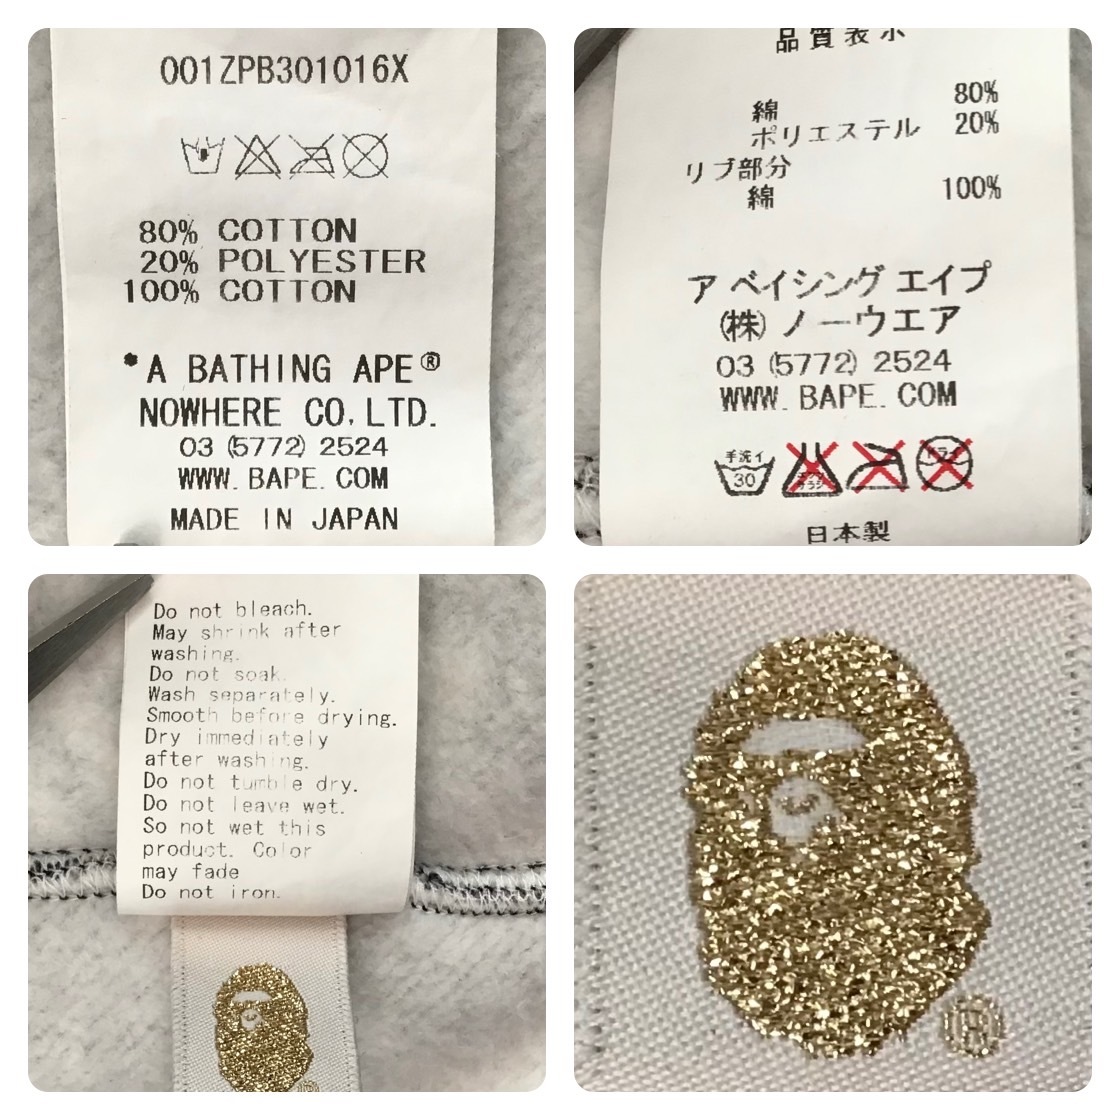 001ZPB301016X
80% COTTON
20% POLYESTER
100% COTTON
*A BATHING APE®
NOWHERE CO,LTD.
03 (5772) 2524
WWW. BAPE. COM
MADE IN JAPAN
品質表示
綿 80%
ポリエステル 20%
リブ部分
綿 100%
ア ベイシング エイプ
(株) ノーウエア
03 (5772) 2524
WWW. BAPE. COM
手洗イ
30
日本製
Do not bleach.
May shrink after
washing.
Do not soak.
Wash separately.
Smooth before drying.
Dry immediately
after washing.
Do not tumble dry.
Do not leave wet.
So not wet this
product. Color
may fade
Do not iron.
®